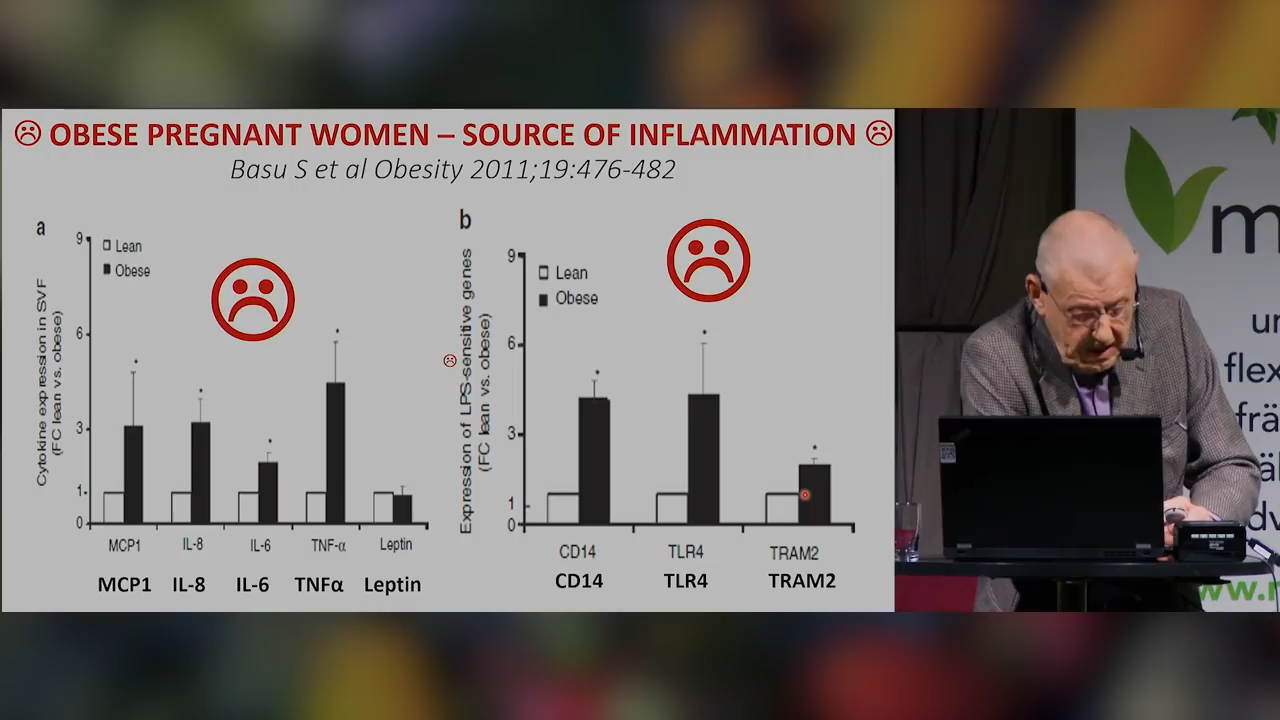 OBESE PREGNANT WOMEN – SOURCE OF INFLAMMATION
Basu S et al Obesity 2011;19:476-482
a
Cytokine expression in SVF
(FC lean vs. obese)
9
6
3
1
0
Lean
Obese
MCP1
IL-8
IL-6
TNF-α
Leptin
MCP1
IL-8
IL-6
TNFα
Leptin
b
Expression of LPS-sensitive genes
(FC lean vs. obese)
9
6
3
1
0
Lean
Obese
CD14
TLR4
TRAM2
CD14
TLR4
TRAM2
m
un
flex
frä
äl
dv